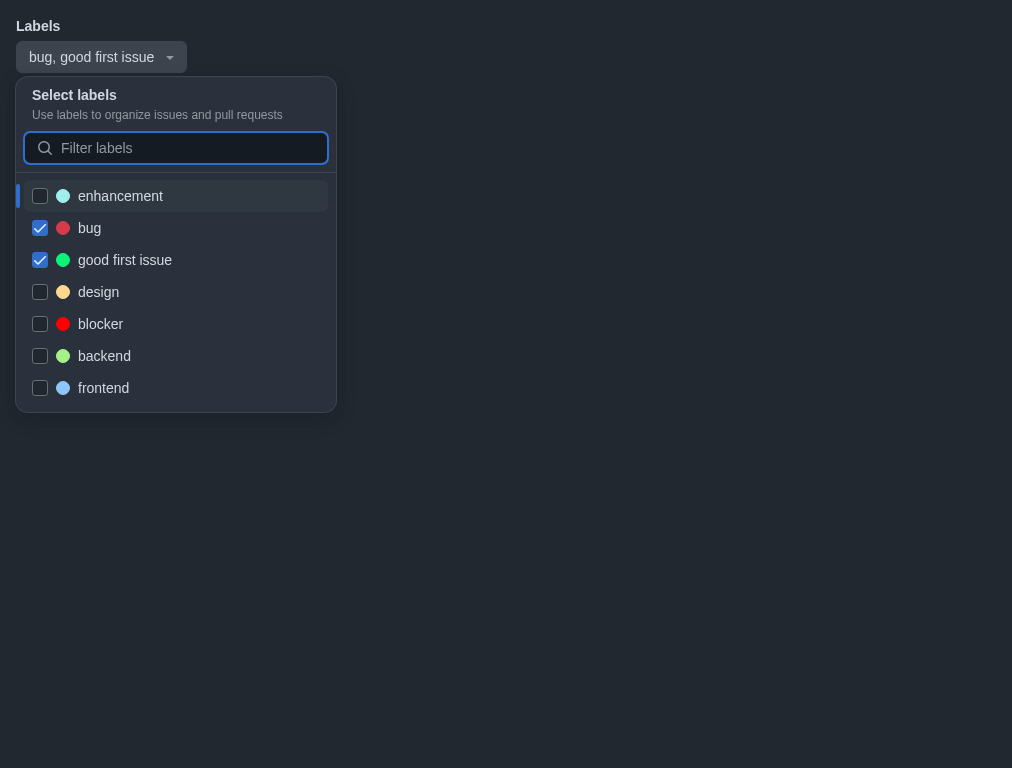 Labels
bug, good first issue
Select labels
Use labels to organize issues and pull requests
Filter labels
enhancement
bug
good first issue
design
blocker
backend
frontend